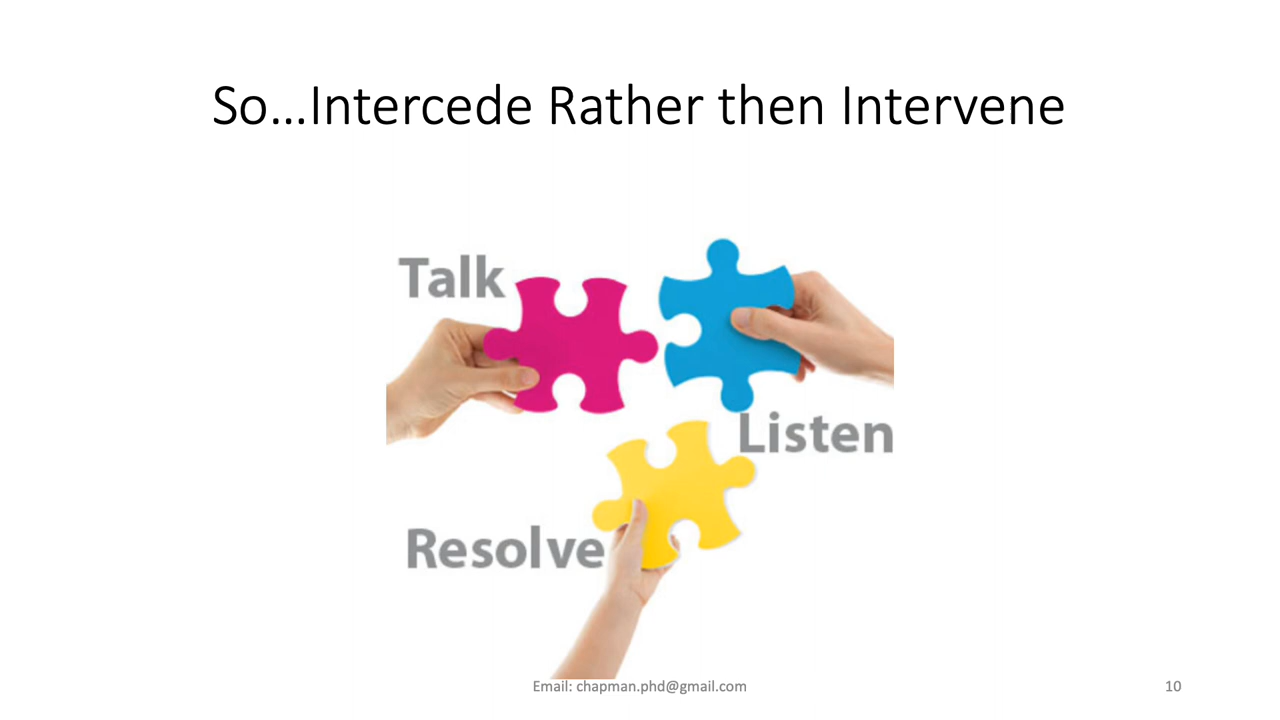 So...Intercede Rather then Intervene
Talk
Listen
Resolve
Email: chapman.phd@gmail.com
10